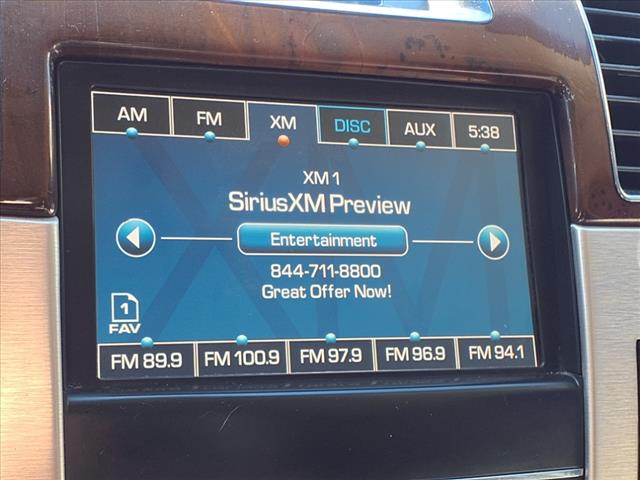 AM FM XM DISC AUX 5:38
XM 1
SiriusXM Preview
Entertainment
844-711-8800
Great Offer Now!
1
FAV
FM 89.9 FM 100.9 FM 97.9 FM 96.9 FM 94.1